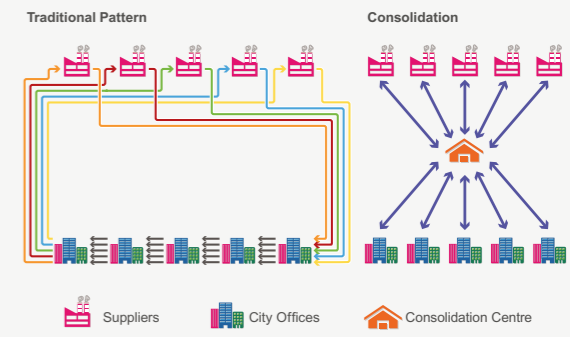 Traditional Pattern
Consolidation
Suppliers
City Offices
Consolidation Centre